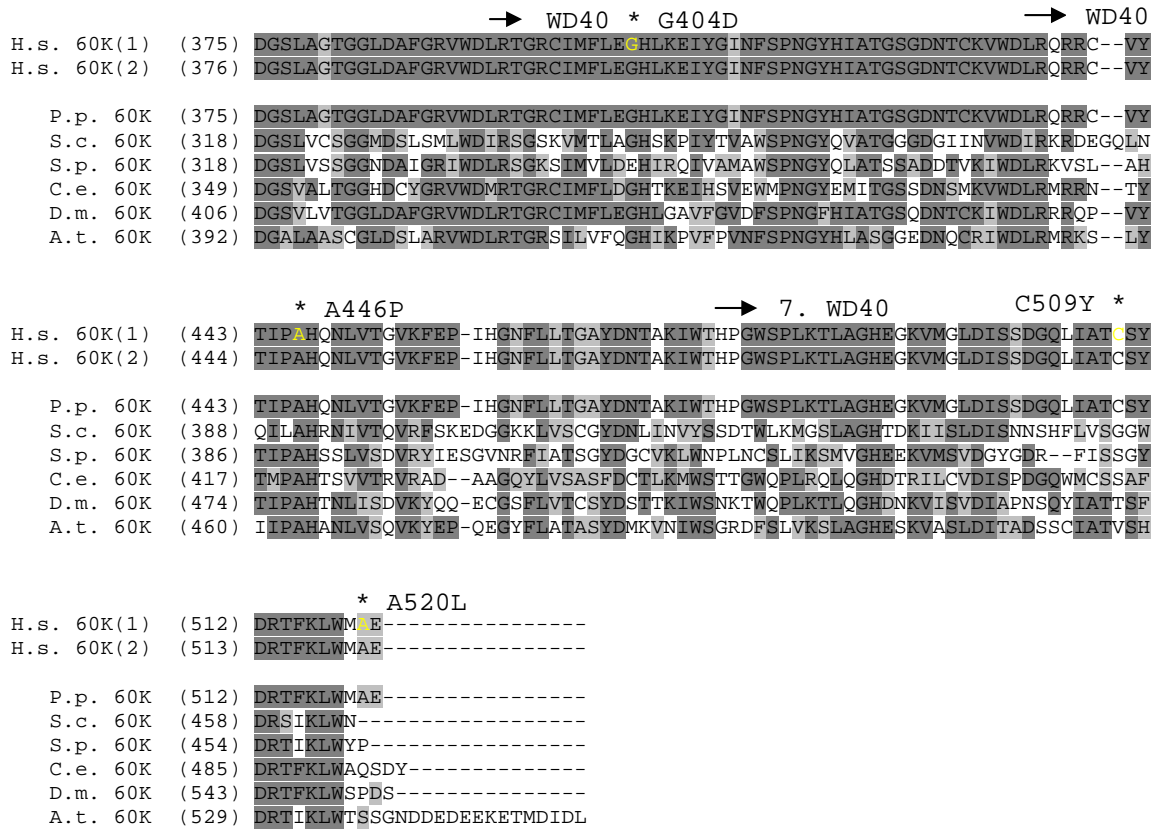 → WD40 * G404D → WD40
H.s. 60K(1) (375) DGSLAGTGGLDAFGRVWDLRTGRCIMFLEGHLKEIYGINFSPNGYHIATGSGDNTCKVWDLRQRRC--VY
H.s. 60K(2) (376) DGSLAGTGGLDAFGRVWDLRTGRCIMFLEGHLKEIYGINFSPNGYHIATGSGDNTCKVWDLRQRRC--VY
P.p. 60K (375) DGSLAGTGGLDAFGRVWDLRTGRCIMFLEGHLKEIYGINFSPNGYHIATGSGDNTCKVWDLRQRRC--VY
S.c. 60K (318) DGSLVCSGGMDSLSMLWDIRSGSKVMTLAGHSKPIYTVAWSPNGYQVATGGGDGIINVWDIRKRDEGQLN
S.p. 60K (318) DGSLVSSGGNDAIGRIWDLRSGKSIMVLDEHIRQIVAMAWSPNGYQLATSSADDTVKIWDLRKVSL--AH
C.e. 60K (349) DGSVALTGGHDCYGRVWDMRTGRCIMFLDGHTKEIHSVEWMPNGYEMITGSSDNSMKVWDLRMRRN--TY
D.m. 60K (406) DGSVLVTGGLDAFGRVWDLRTGRCIMFLEGHLGAVFGVDFSPNGFHIATGSQDNTCKIWDLRRRQP--VY
A.t. 60K (392) DGALAASCGLDSLARVWDLRTGRSILVFQGHIKPVFPVNFSPNGYHLASGGEDNQCRIWDLRMRKS--LY
* A446P → 7. WD40 C509Y *
H.s. 60K(1) (443) TIPAHQNLVTGVKFEP-IHGNFLLTGAYDNTAKIWTHPGWSPLKTLAGHEGKVMGLDISSDGQLIATCSY
H.s. 60K(2) (444) TIPAHQNLVTGVKFEP-IHGNFLLTGAYDNTAKIWTHPGWSPLKTLAGHEGKVMGLDISSDGQLIATCSY
P.p. 60K (443) TIPAHQNLVTGVKFEP-IHGNFLLTGAYDNTAKIWTHPGWSPLKTLAGHEGKVMGLDISSDGQLIATCSY
S.c. 60K (388) QILAHRNIVTQVRFSKEDGGKKLVSCGYDNLINVYSSDTWLKMGSLAGHTDKIISLDISNNSHFLVSGGW
S.p. 60K (386) TIPAHSSLVSDVRYIESGVNRFIATSGYDGCVKLWNPLNCSLIKSMVGHEEKVMSVDGYGDR--FISSGY
C.e. 60K (417) TMPAHTSVVTRVRAD--AAGQYLVSASFDCTLKMWSTTGWQPLRQLQGHDTRILCVDISPDGQWMCSSAF
D.m. 60K (474) TIPAHTNLISDVKYQQ-ECGSFLVTCSYDSTTKIWSNKTWQPLKTLQGHDNKVISVDIAPNSQYIATTSF
A.t. 60K (460) IIPAHANLVSQVKYEP-QEGYFLATASYDMKVNIWSGRDFSLVKSLAGHESKVASLDITADSSCIATVSH
* A520L
H.s. 60K(1) (512) DRTFKLWMAE----------------
H.s. 60K(2) (513) DRTFKLWMAE----------------
P.p. 60K (512) DRTFKLWMAE----------------
S.c. 60K (458) DRSIKLWN------------------
S.p. 60K (454) DRTIKLWYP-----------------
C.e. 60K (485) DRTFKLWAQSDY--------------
D.m. 60K (543) DRTFKLWSPDS---------------
A.t. 60K (529) DRTIKLWTSSGNDDEDEEKETMDIDL